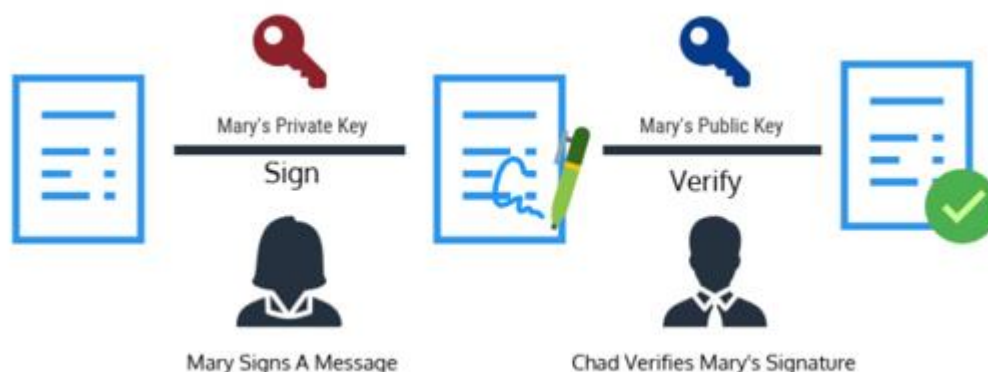 Mary's Private Key
Sign
Mary Signs A Message
Mary's Public Key
Verify
Chad Verifies Mary's Signature